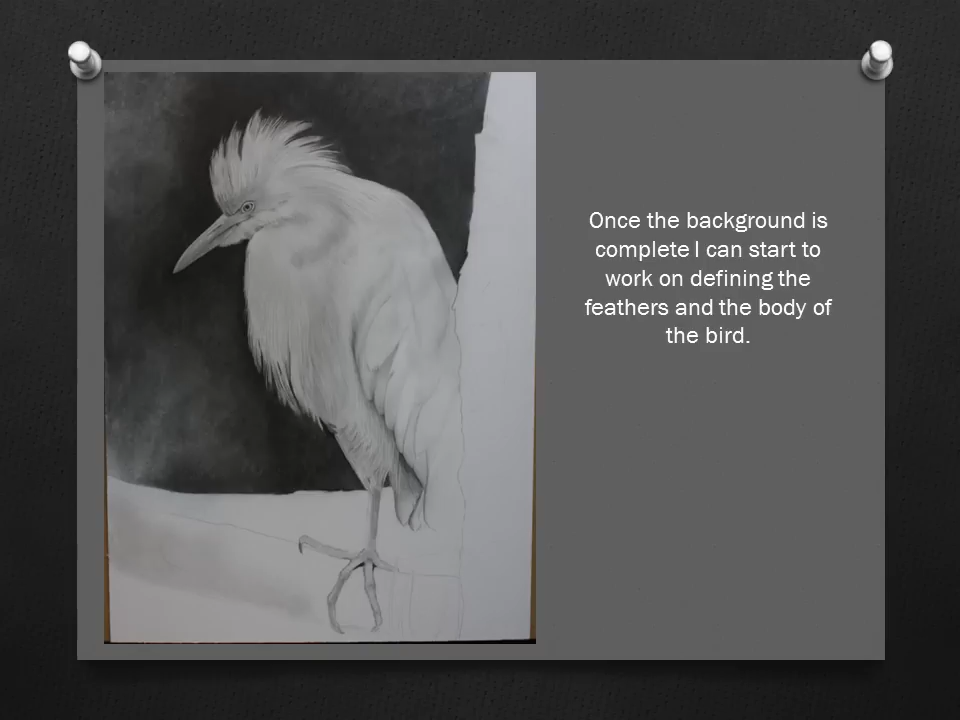 Once the background is
complete I can start to
work on defining the
feathers and the body of
the bird.